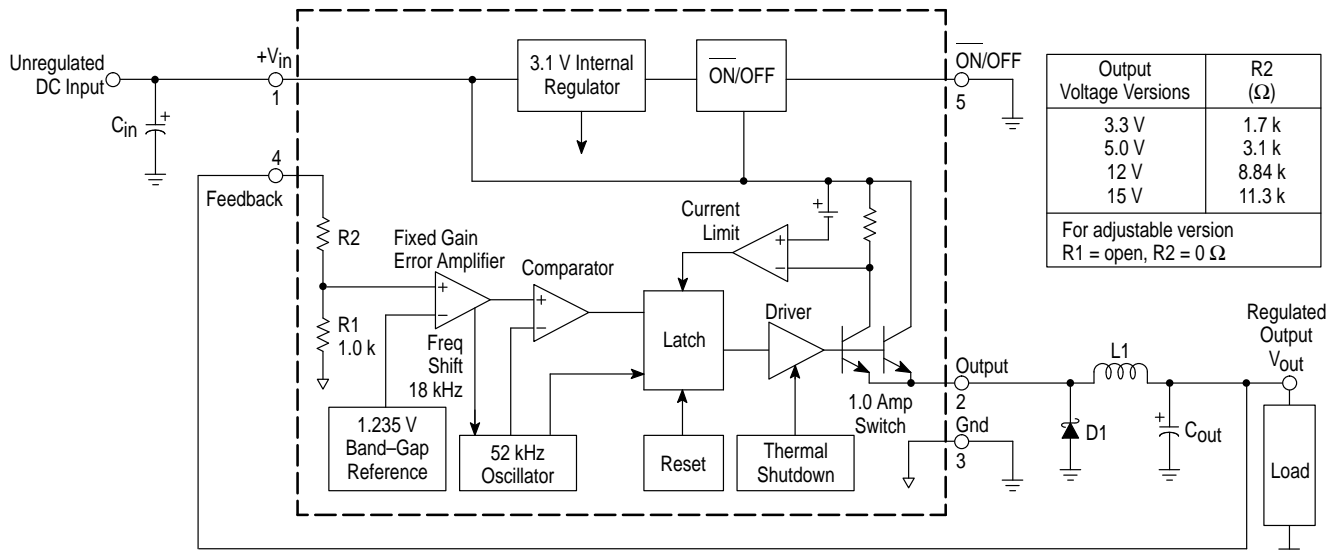 Unregulated
DC Input
+Vin
1
Cin
+
4
Feedback
3.1 V Internal
Regulator
ON/OFF
ON/OFF
5
Output
Voltage Versions
R2
(Ω)
3.3 V
1.7 k
5.0 V
3.1 k
12 V
8.84 k
15 V
11.3 k
For adjustable version
R1 = open, R2 = 0 Ω
Current
Limit
+
+
–
R2
R1
1.0 k
Fixed Gain
Error Amplifier
+
–
Comparator
+
–
Freq
Shift
18 kHz
Latch
Driver
1.0 Amp
Switch
Output
2
Gnd
3
1.235 V
Band–Gap
Reference
52 kHz
Oscillator
Reset
Thermal
Shutdown
L1
D1
+
Cout
Regulated
Output
Vout
Load